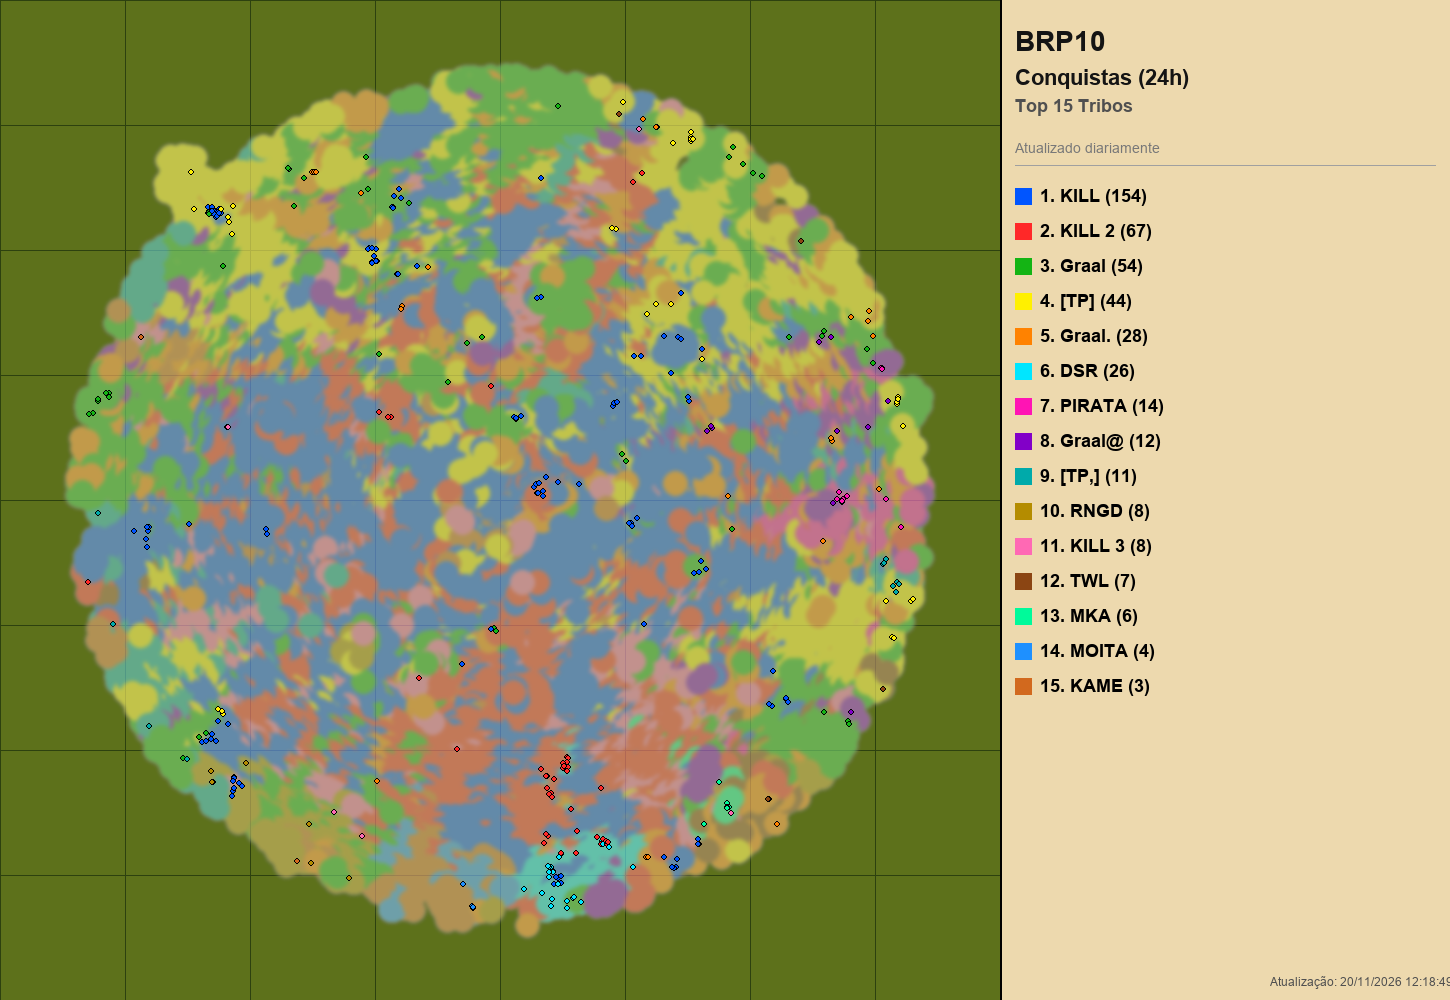 BRP10
Conquistas (24h)
Top 15 Tribos
Atualizado diariamente
1. KILL (154)
2. KILL 2 (67)
3. Graal (54)
4. [TP] (44)
5. Graal. (28)
6. DSR (26)
7. PIRATA (14)
8. Graal@ (12)
9. [TP,] (11)
10. RNGD (8)
11. KILL 3 (8)
12. TWL (7)
13. MKA (6)
14. MOITA (4)
15. KAME (3)
Atualização: 20/11/2026 12:18:49